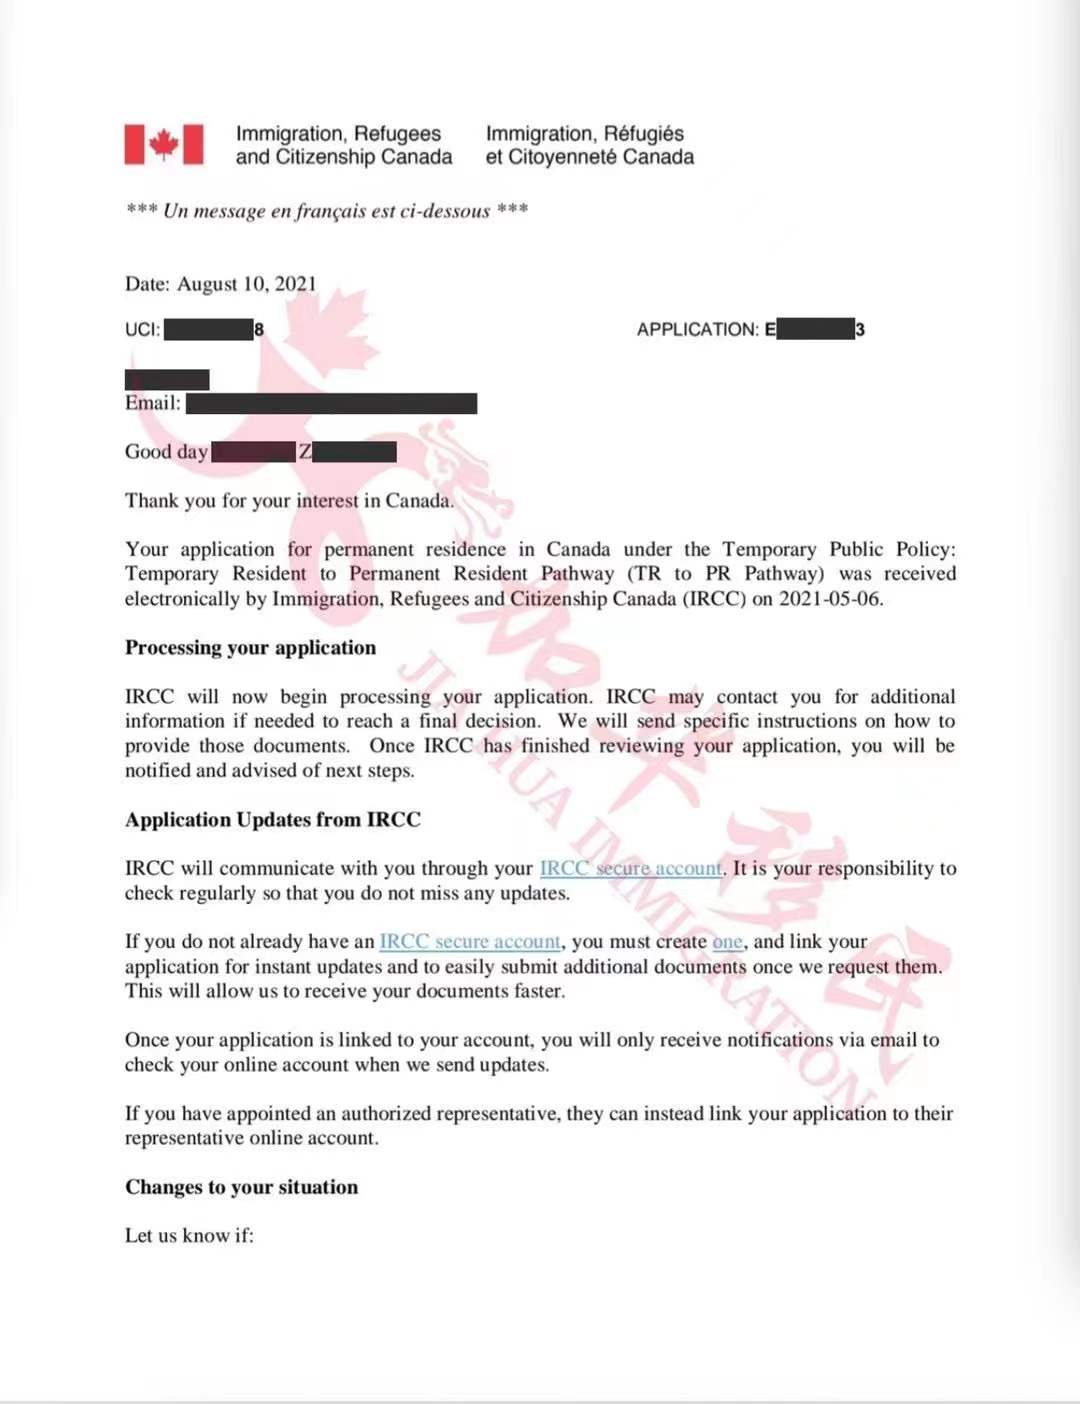 Immigration, Refugees
and Citizenship Canada
Immigration, Réfugiés
et Citoyenneté Canada
*** Un message en français est ci-dessous ***
Date: August 10, 2021
UCI: 8
APPLICATION: E 3
Email:
Good day Z
Thank you for your interest in Canada.
Your application for permanent residence in Canada under the Temporary Public Policy:
Temporary Resident to Permanent Resident Pathway (TR to PR Pathway) was received
electronically by Immigration, Refugees and Citizenship Canada (IRCC) on 2021-05-06.
Processing your application
IRCC will now begin processing your application. IRCC may contact you for additional
information if needed to reach a final decision. We will send specific instructions on how to
provide those documents. Once IRCC has finished reviewing your application, you will be
notified and advised of next steps.
Application Updates from IRCC
IRCC will communicate with you through your IRCC secure account. It is your responsibility to
check regularly so that you do not miss any updates.
If you do not already have an IRCC secure account, you must create one, and link your
application for instant updates and to easily submit additional documents once we request them.
This will allow us to receive your documents faster.
Once your application is linked to your account, you will only receive notifications via email to
check your online account when we send updates.
If you have appointed an authorized representative, they can instead link your application to their
representative online account.
Changes to your situation
Let us know if:
加华移民
JIA HUA IMMIGRATION